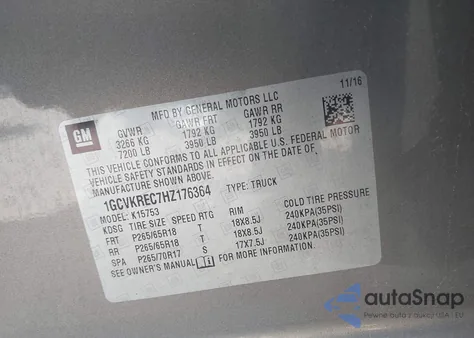 MFD BY GENERAL MOTORS LLC 11/16
GM
GVWR GAWR FRT GAWR RR
3266 KG 1792 KG 1792 KG
7200 LB 3950 LB 3950 LB
THIS VEHICLE CONFORMS TO ALL APPLICABLE U.S. FEDERAL MOTOR
VEHICLE SAFETY STANDARDS IN EFFECT ON THE DATE OF
MANUFACTURE SHOWN ABOVE.
1GCVKREC7HZ176364 TYPE: TRUCK
MODEL: K15753
KDSG TIRE SIZE SPEED RTG RIM COLD TIRE PRESSURE
FRT P265/65R18 T 18X8.5J 240KPA(35PSI)
RR P265/65R18 T 18X8.5J 240KPA(35PSI)
SPA P265/70R17 S 17X7.5J 240KPA(35PSI)
SEE OWNER'S MANUAL FOR MORE INFORMATION.
autoSnap